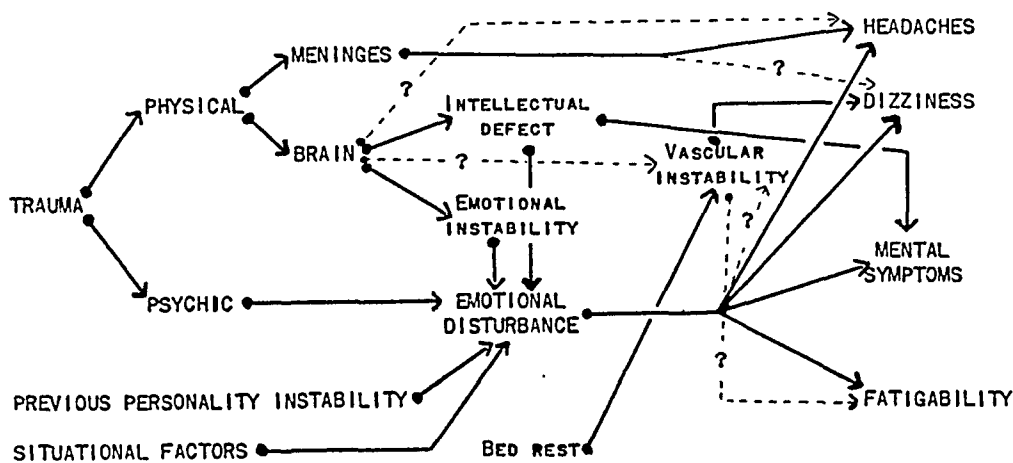 HEADACHES
MENINGES
?
?
PHYSICAL
INTELLECTUAL
DEFECT
DIZZINESS
BRAIN
?
VASCULAR
INSTABILITY
TRAUMA
EMOTIONAL
INSTABILITY
?
MENTAL
SYMPTOMS
PSYCHIC
EMOTIONAL
DISTURBANCE
?
PREVIOUS PERSONALITY INSTABILITY
FATIGABILITY
SITUATIONAL FACTORS
BED REST